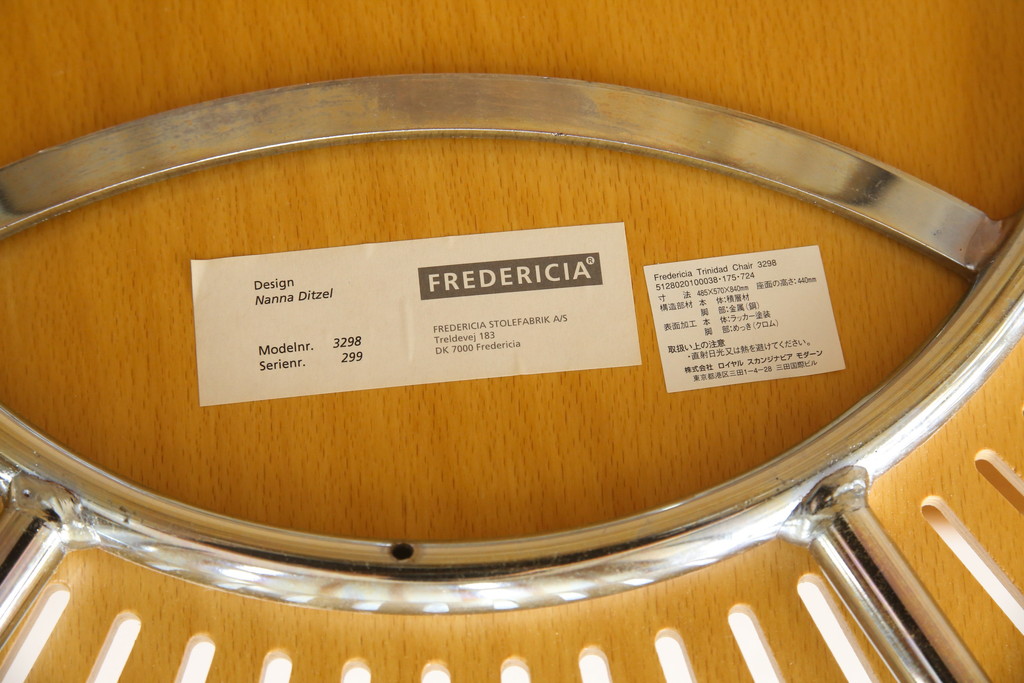 Design
Nanna Ditzel
Modelnr. 3298
Serienr. 299
FREDERICIA®
FREDERICIA STOLEFABRIK A/S
Treldevej 183
DK 7000 Fredericia
Fredericia Trinidad Chair 3298
5128020100038・175・724
寸　法 485×570×840mm 座面の高さ:440mm
構造部材 本　体:積層材
脚　部:金属(鋼)
表面加工 本　体:ラッカー塗装
脚　部:めっき(クロム)
取扱い上の注意
・直射日光又は熱を避けてください。
株式会社 ロイヤル スカンジナビア モダーン
東京都港区三田1-4-28 三田国際ビル